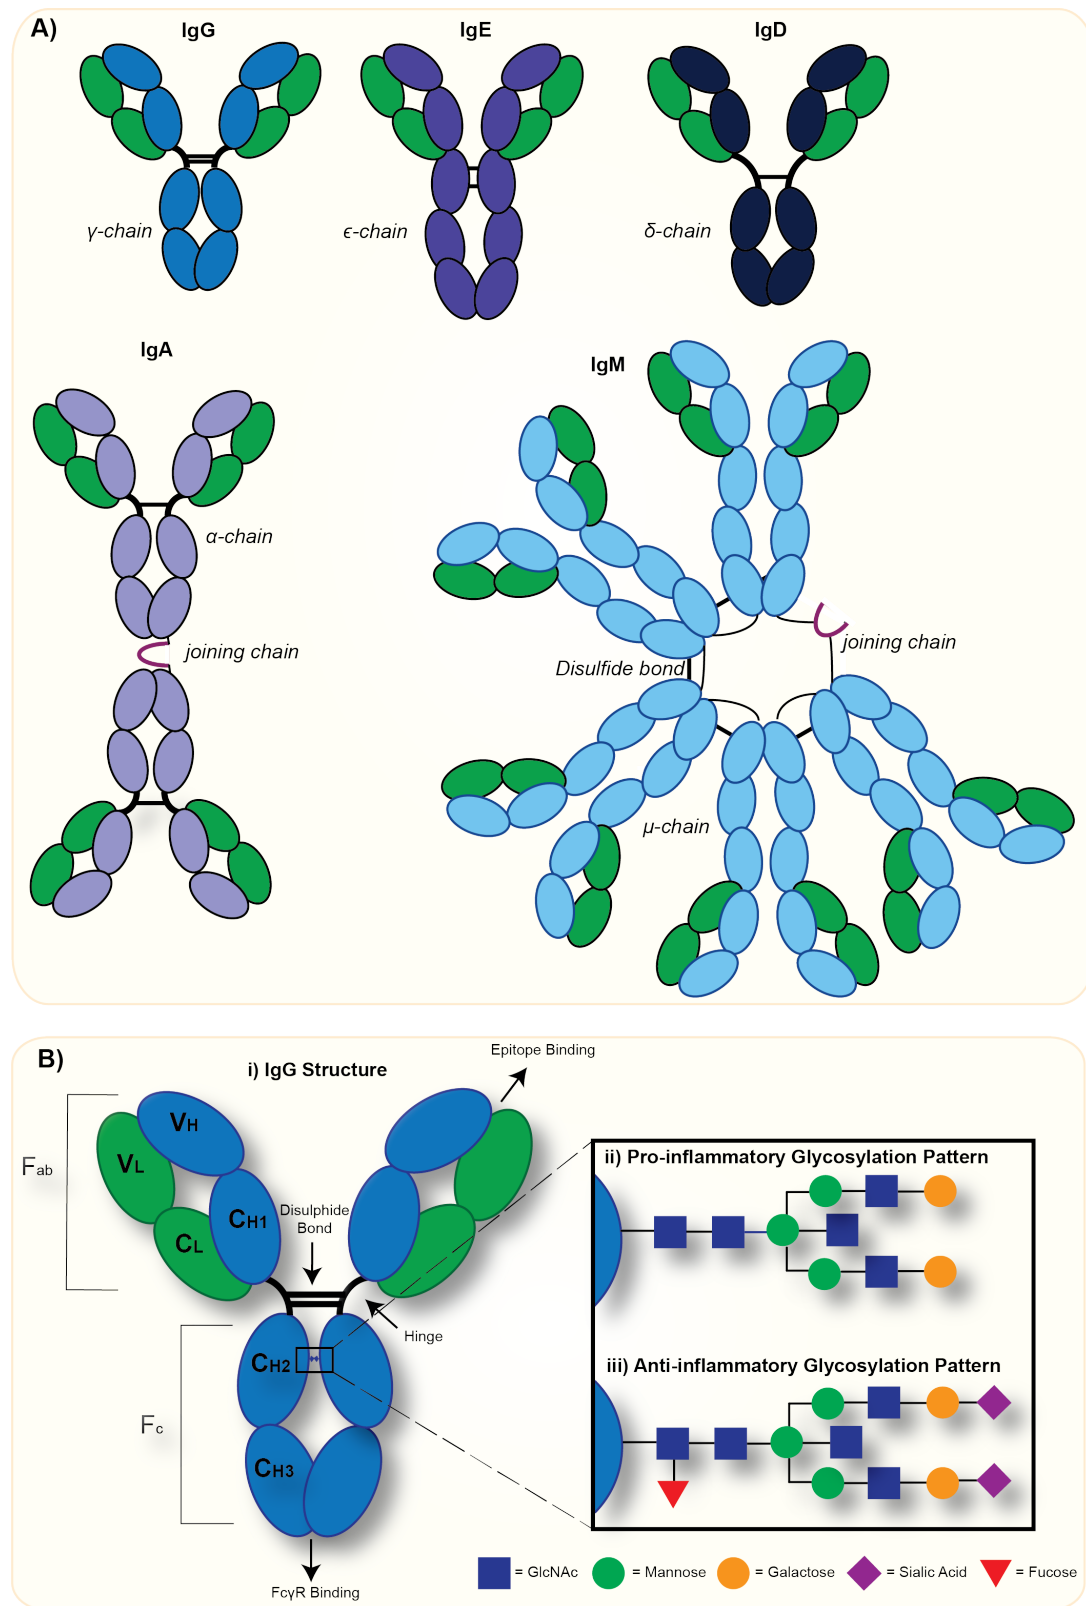 A)
IgG
IgE
IgD
γ-chain
ϵ-chain
δ-chain
IgA
IgM
α-chain
joining chain
joining chain
Disulfide bond
μ-chain
B)
i) IgG Structure
Epitope Binding
Fab
VH
VL
CH1
CL
Disulphide
Bond
Hinge
Fc
CH2
CH3
FcγR Binding
ii) Pro-inflammatory Glycosylation Pattern
iii) Anti-inflammatory Glycosylation Pattern
= GlcNAc
= Mannose
= Galactose
= Sialic Acid
= Fucose